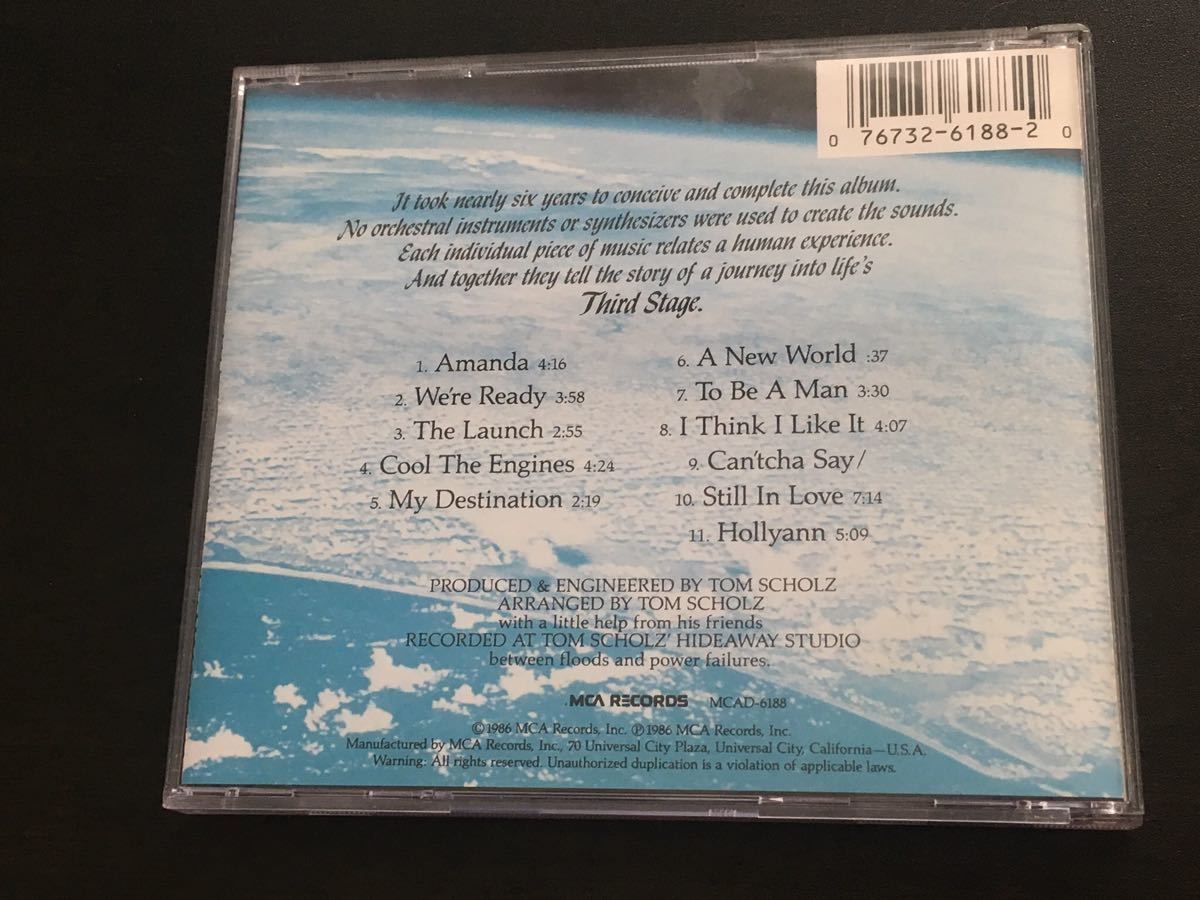 0 76732-6188-2 0
It took nearly six years to conceive and complete this album.
No orchestral instruments or synthesizers were used to create the sounds.
Each individual piece of music relates a human experience.
And together they tell the story of a journey into life's
Third Stage.
1. Amanda 4:16
2. We're Ready 3:58
3. The Launch 2:55
4. Cool The Engines 4:24
5. My Destination 2:19
6. A New World :37
7. To Be A Man 3:30
8. I Think I Like It 4:07
9. Can'tcha Say/
10. Still In Love 7:14
11. Hollyann 5:09
PRODUCED & ENGINEERED BY TOM SCHOLZ
ARRANGED BY TOM SCHOLZ
with a little help from his friends
RECORDED AT TOM SCHOLZ' HIDEAWAY STUDIO
between floods and power failures.
MCA RECORDS MCAD-6188
©1986 MCA Records, Inc. ℗1986 MCA Records, Inc.
Manufactured by MCA Records, Inc., 70 Universal City Plaza, Universal City, California—U.S.A.
Warning: All rights reserved. Unauthorized duplication is a violation of applicable laws.